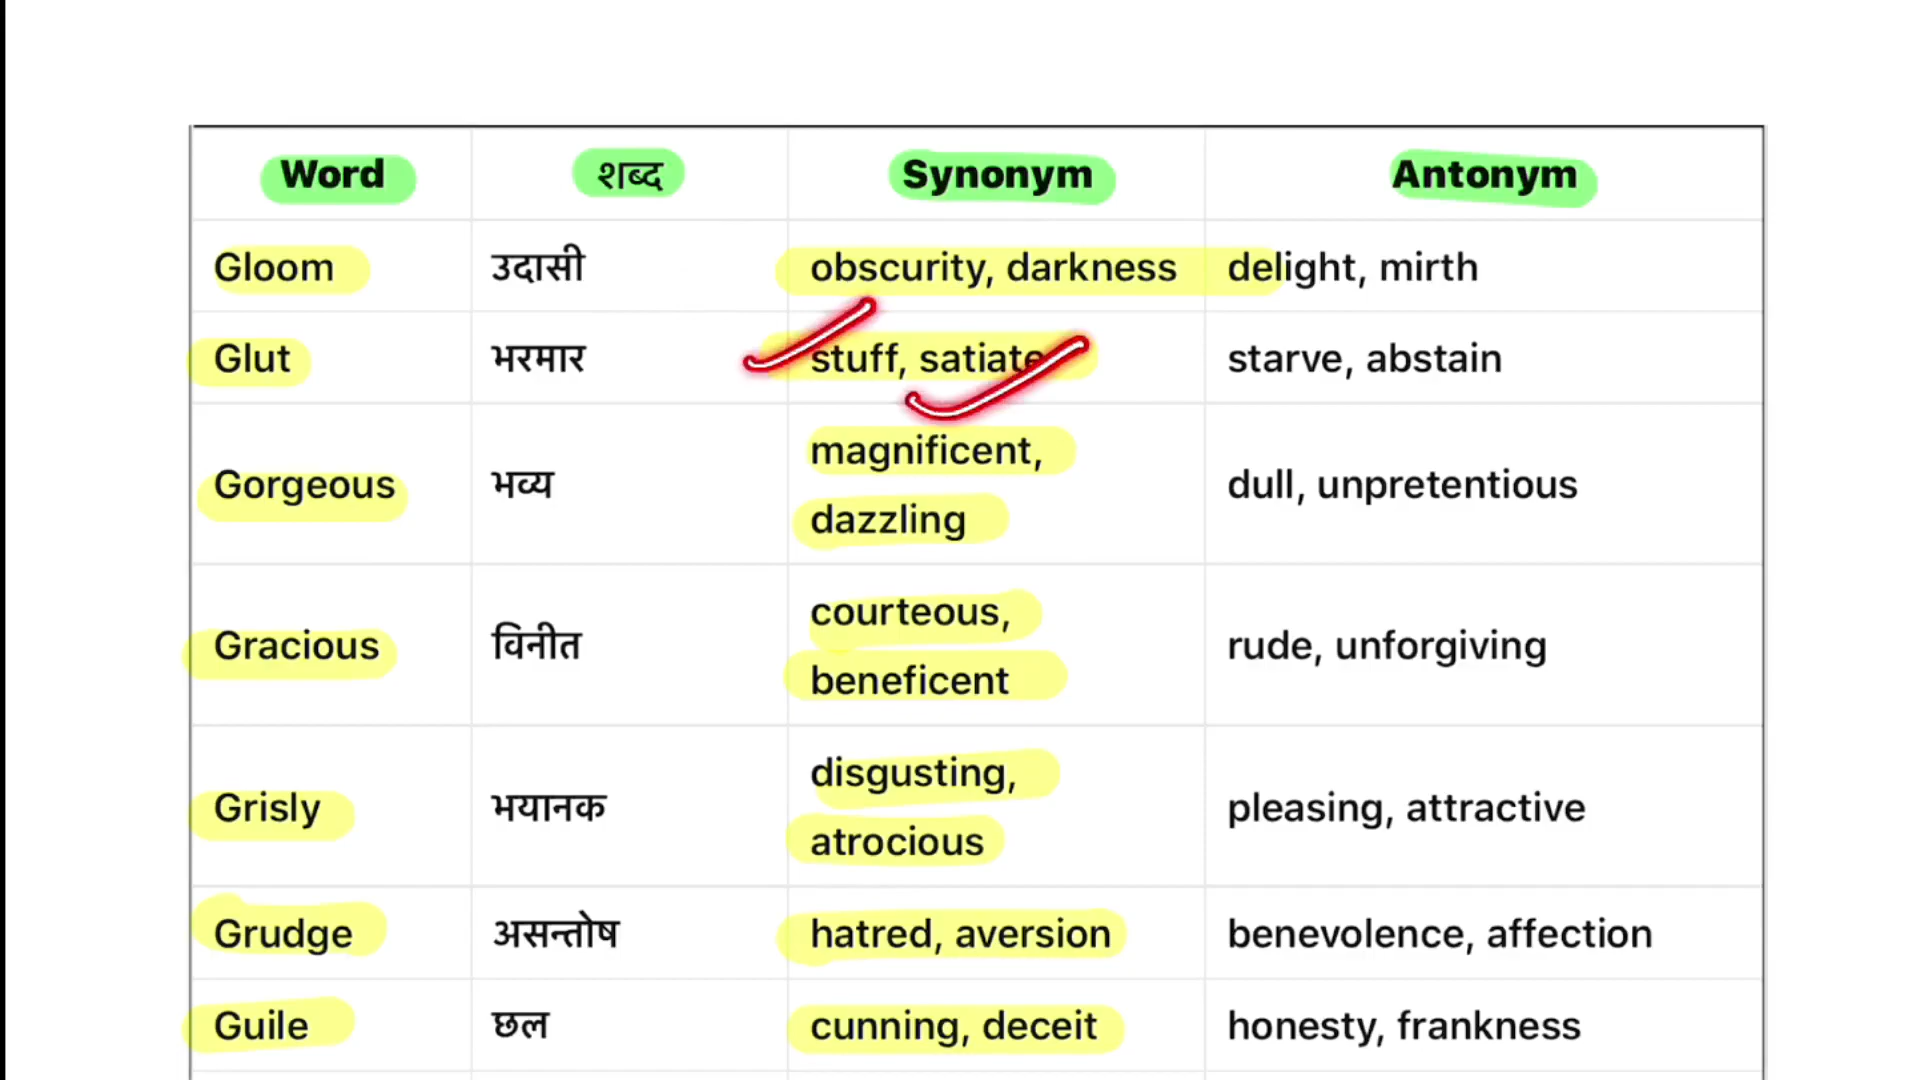 Word शब्द Synonym Antonym
Gloom उदासी obscurity, darkness delight, mirth
Glut भरमार stuff, satiate starve, abstain
Gorgeous भव्य magnificent, dull, unpretentious
dazzling
Gracious विनीत courteous, rude, unforgiving
beneficent
Grisly भयानक disgusting, pleasing, attractive
atrocious
Grudge असन्तोष hatred, aversion benevolence, affection
Guile छल cunning, deceit honesty, frankness